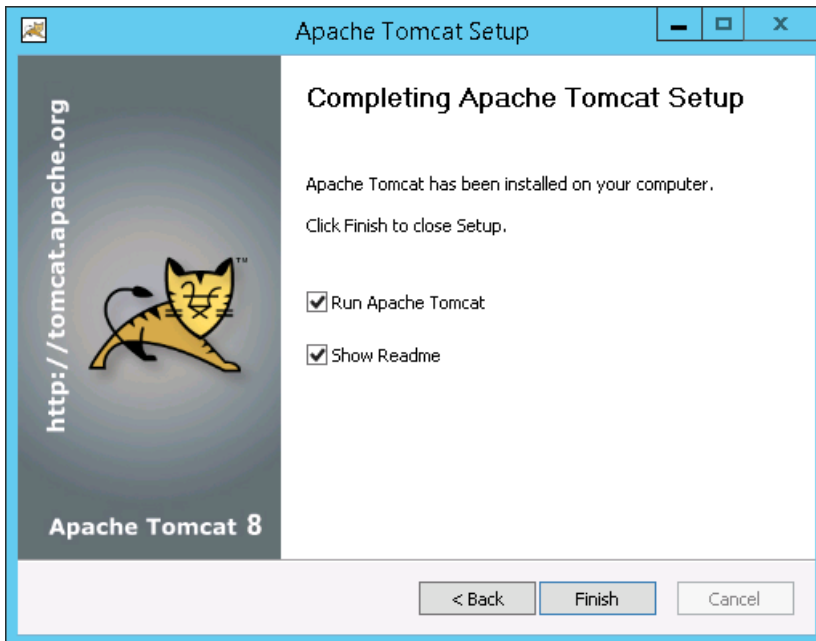 Apache Tomcat Setup
http://tomcat.apache.org
TM
Apache Tomcat 8
Completing Apache Tomcat Setup
Apache Tomcat has been installed on your computer.
Click Finish to close Setup.
Run Apache Tomcat
Show Readme
< Back
Finish
Cancel